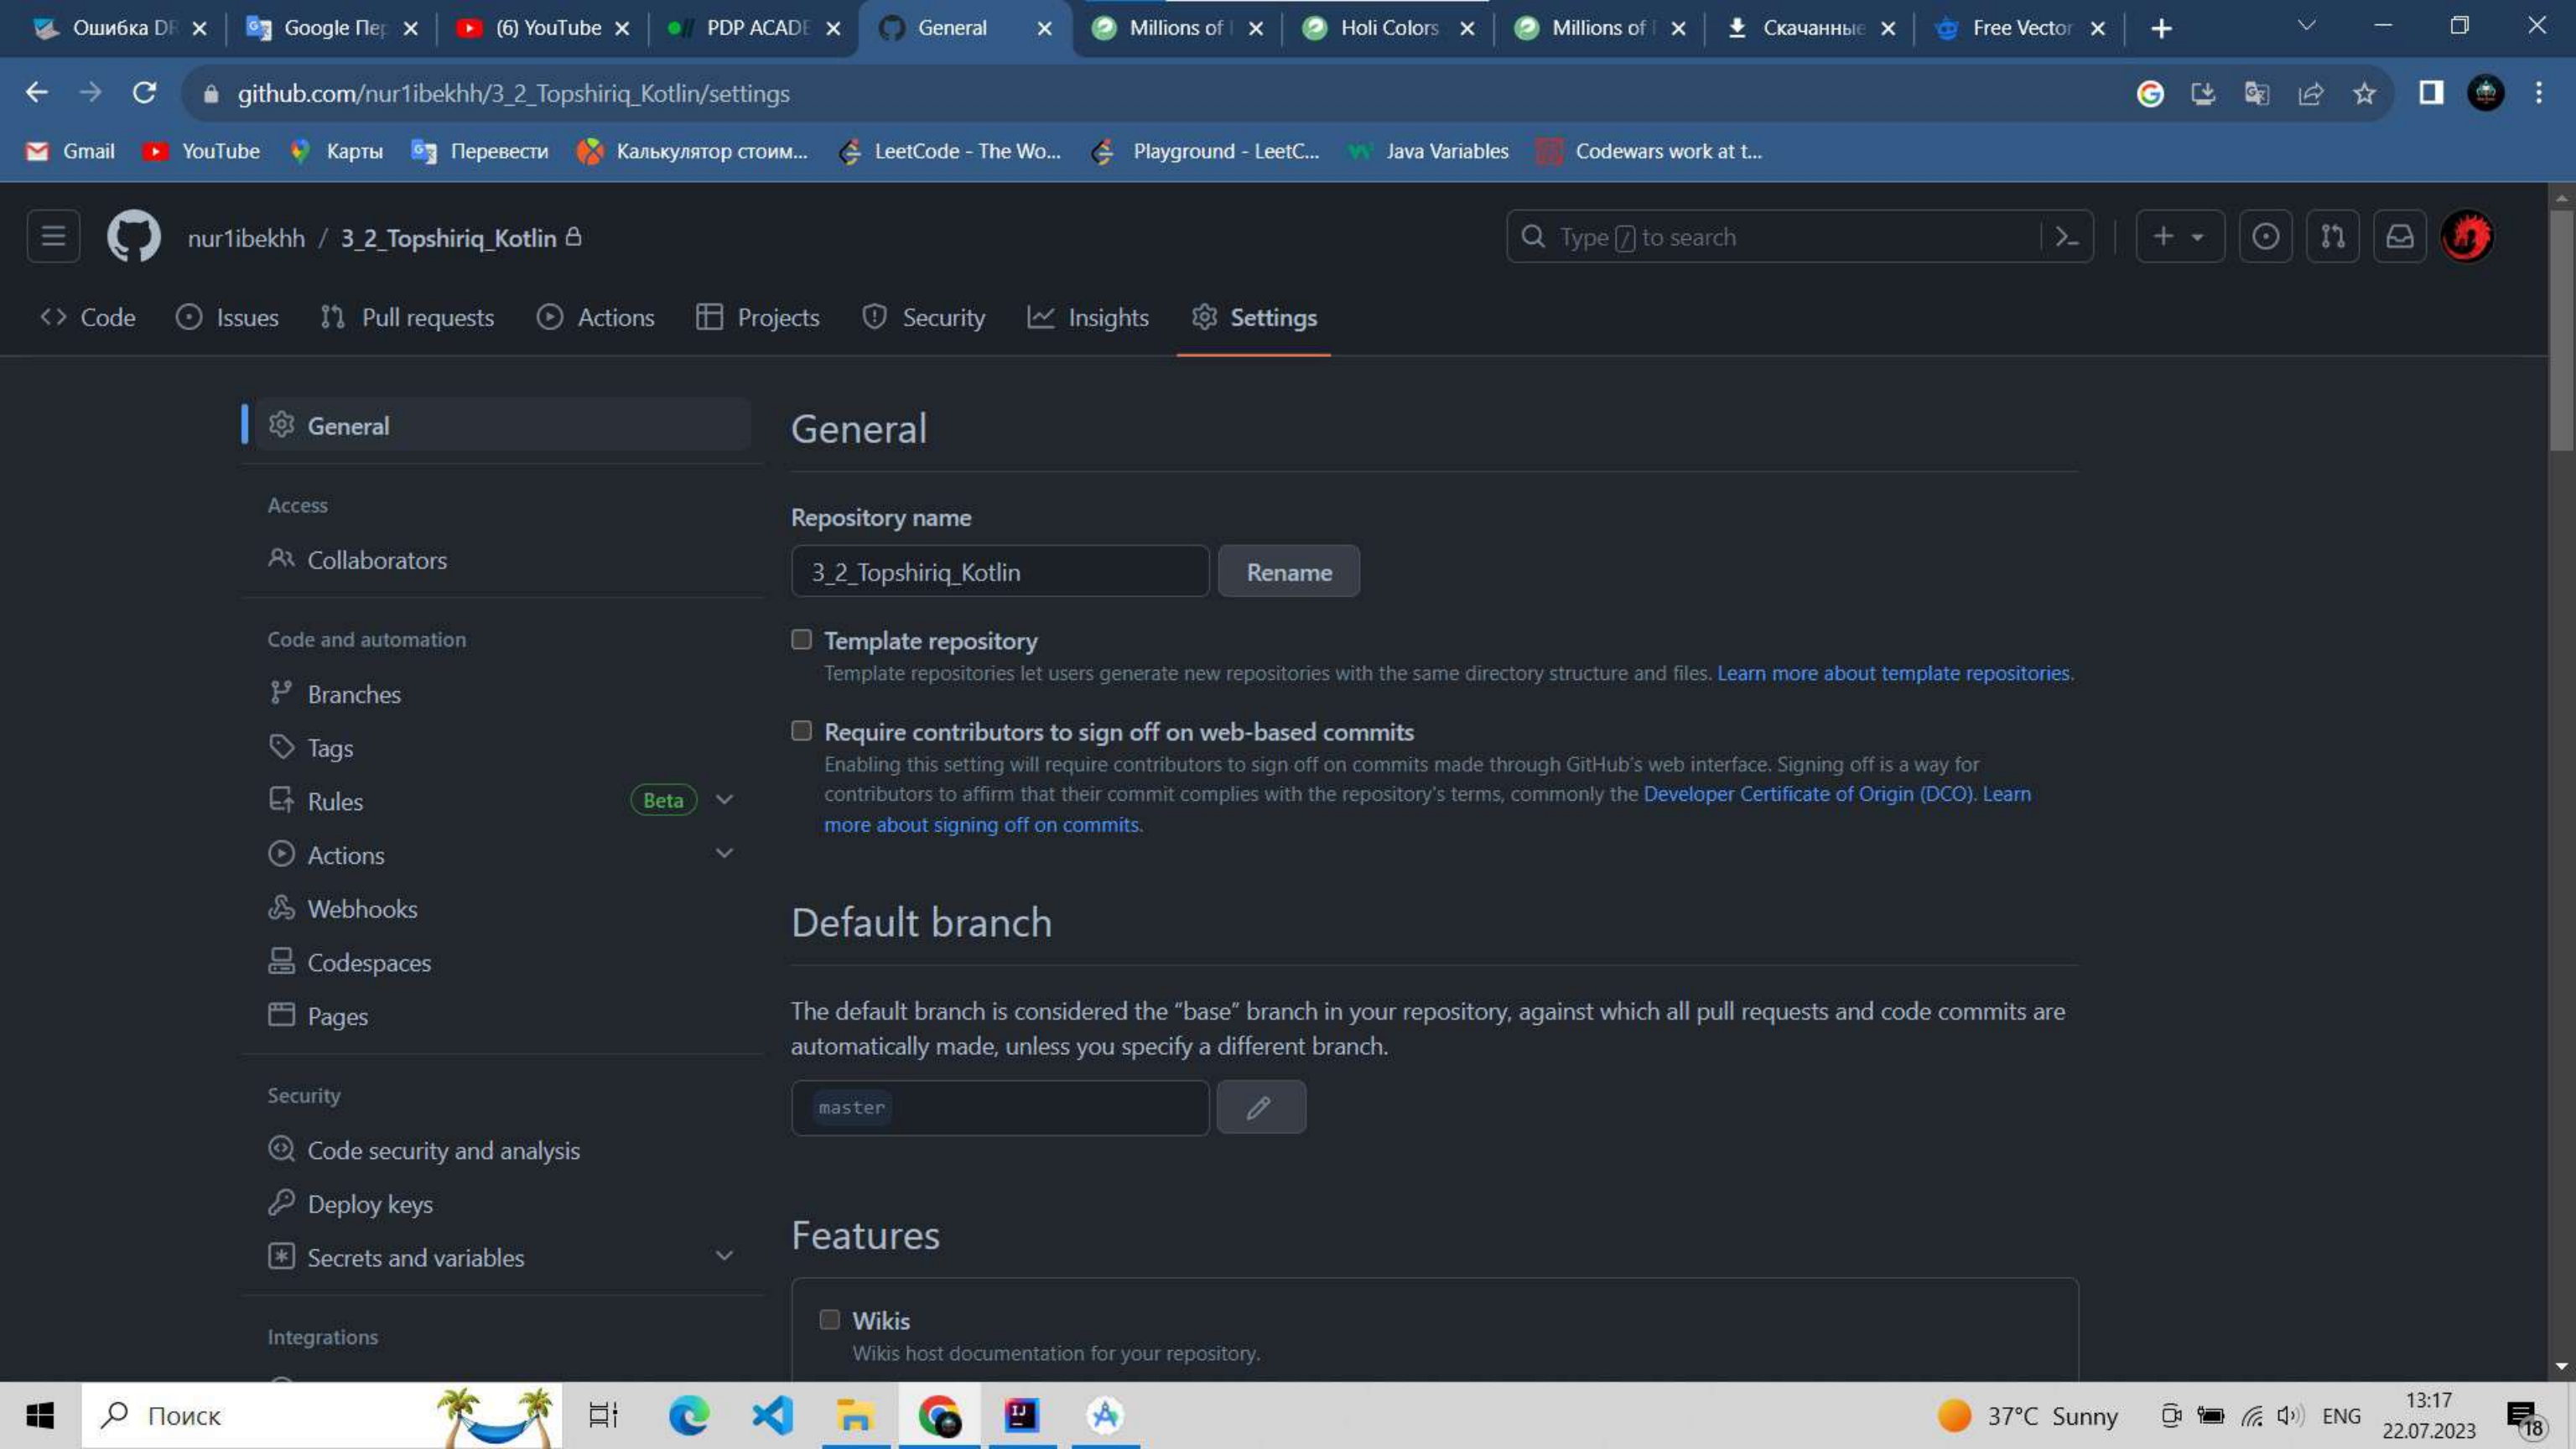 Ошибка DR
Google Пер
(6) YouTube
PDP ACADE
General
Millions of
Holi Colors
Millions of
Скачанные
Free Vector
github.com/nur1ibekhh/3_2_Topshiriq_Kotlin/settings
Gmail
YouTube
Карты
Перевести
Калькулятор стоим...
LeetCode - The Wo...
Playground - LeetC...
Java Variables
Codewars work at t...
nur1ibekhh / 3_2_Topshiriq_Kotlin
Type / to search
Code
Issues
Pull requests
Actions
Projects
Security
Insights
Settings
General
Access
Collaborators
Code and automation
Branches
Tags
Rules
Beta
Actions
Webhooks
Codespaces
Pages
Security
Code security and analysis
Deploy keys
Secrets and variables
Integrations
General
Repository name
3_2_Topshiriq_Kotlin
Rename
Template repository
Template repositories let users generate new repositories with the same directory structure and files. Learn more about template repositories.
Require contributors to sign off on web-based commits
Enabling this setting will require contributors to sign off on commits made through GitHub's web interface. Signing off is a way for
contributors to affirm that their commit complies with the repository's terms, commonly the Developer Certificate of Origin (DCO). Learn
more about signing off on commits.
Default branch
The default branch is considered the “base” branch in your repository, against which all pull requests and code commits are
automatically made, unless you specify a different branch.
master
Features
Wikis
Wikis host documentation for your repository.
Поиск
37°C Sunny
ENG
13:17
22.07.2023
18